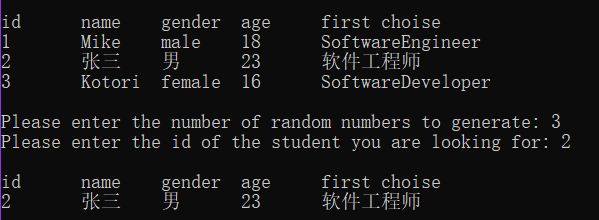 id name gender age first choise
1 Mike male 18 SoftwareEngineer
2 张三 男 23 软件工程师
3 Kotori female 16 SoftwareDeveloper
Please enter the number of random numbers to generate: 3
Please enter the id of the student you are looking for: 2
id name gender age first choise
2 张三 男 23 软件工程师